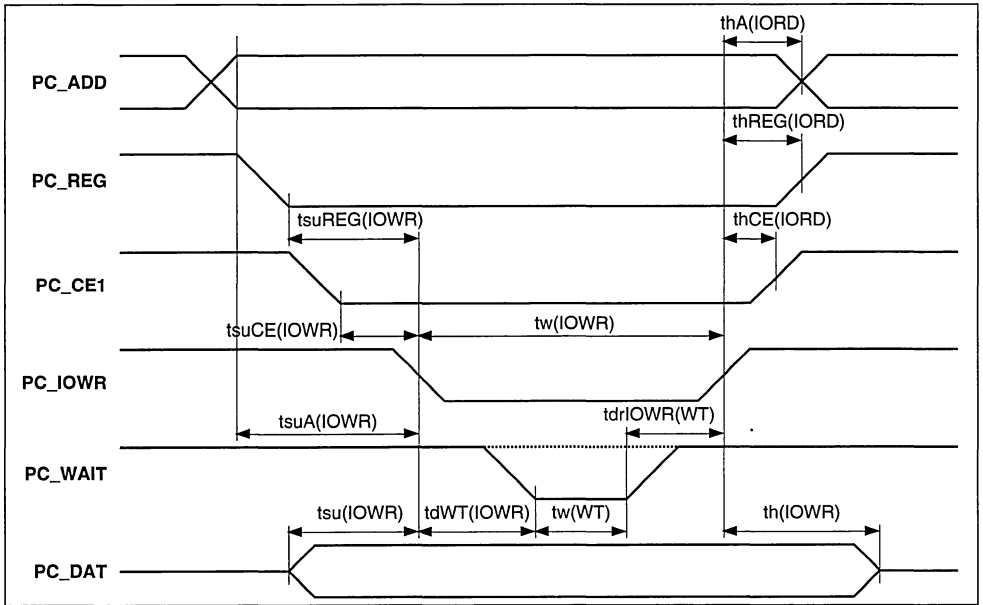 thA(IORD)
PC_ADD
thREG(IORD)
PC_REG
tsuREG(IOWR)
thCE(IORD)
PC_CE1
tsuCE(IOWR)
tw(IOWR)
PC_IOWR
tsuA(IOWR)
tdrIOWR(WT)
PC_WAIT
tsu(IOWR)
tdWT(IOWR)
tw(WT)
th(IOWR)
PC_DAT